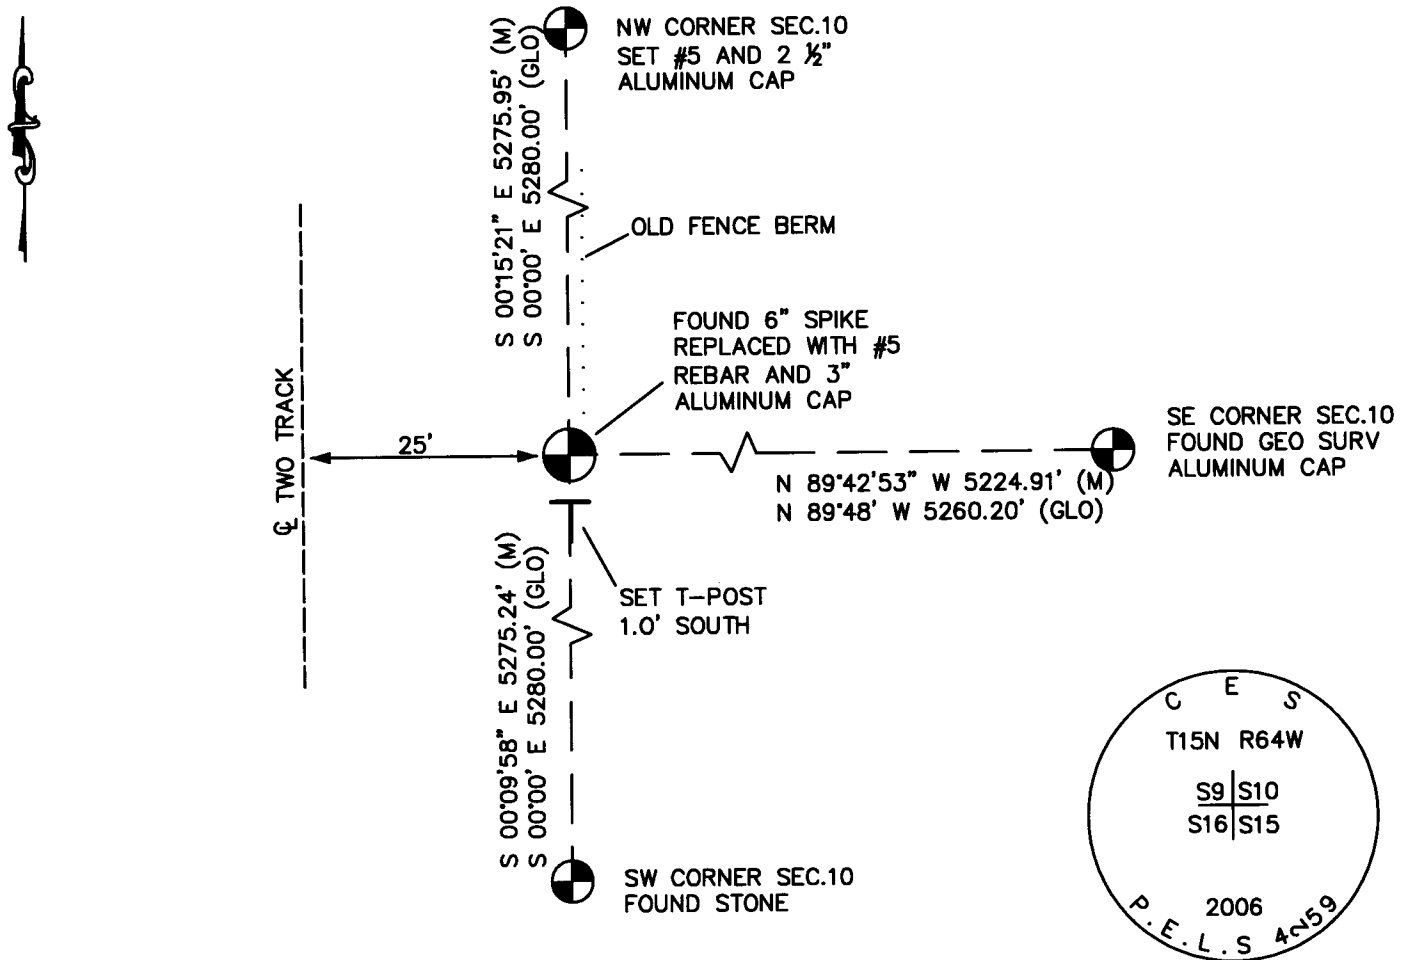 NW CORNER SEC.10
SET #5 AND 2 ½"
ALUMINUM CAP
S 00°15'21" E 5275.95' (M)
S 00°00' E 5280.00' (GLO)
OLD FENCE BERM
FOUND 6" SPIKE
REPLACED WITH #5
REBAR AND 3"
ALUMINUM CAP
℄ TWO TRACK
25'
SE CORNER SEC.10
FOUND GEO SURV
ALUMINUM CAP
N 89°42'53" W 5224.91' (M)
N 89°48' W 5260.20' (GLO)
SET T-POST
1.0' SOUTH
S 00°09'58" E 5275.24' (M)
S 00°00' E 5280.00' (GLO)
SW CORNER SEC.10
FOUND STONE
C E S
T15N R64W
S9 S10
S16 S15
2006
P.E.L.S 4259